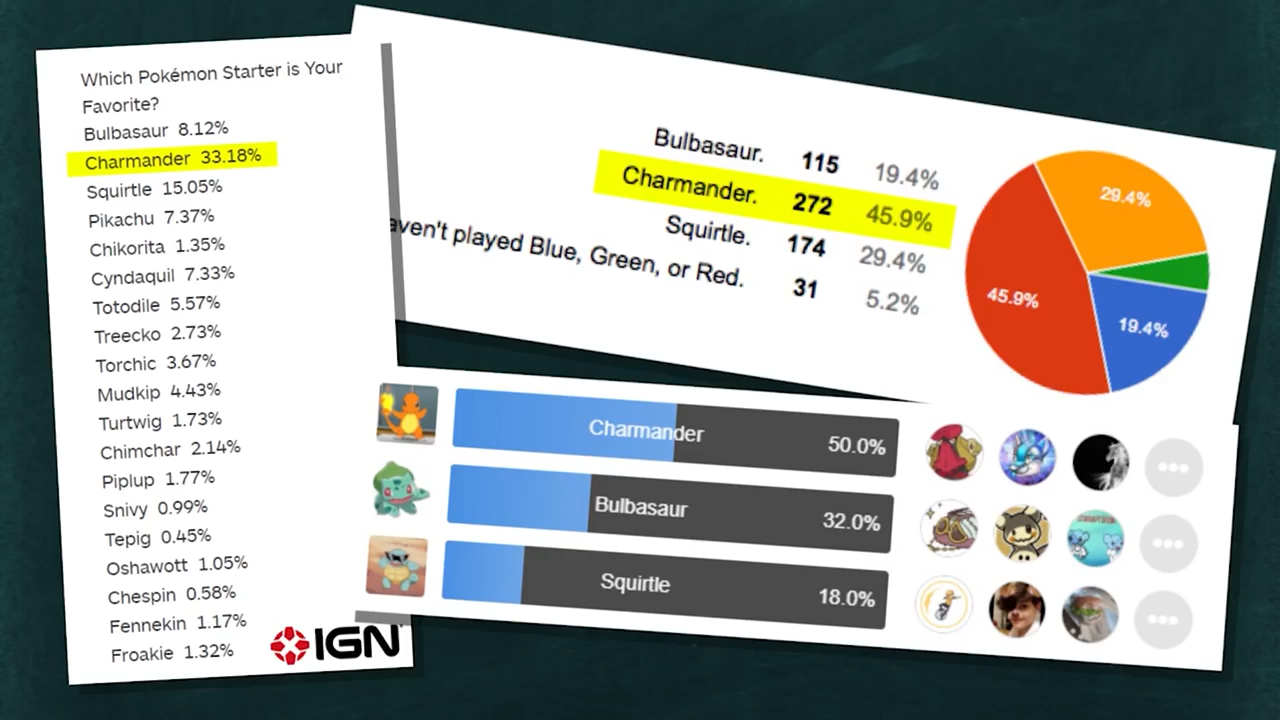 Which Pokémon Starter is Your
Favorite?
Bulbasaur 8.12%
Charmander 33.18%
Squirtle 15.05%
Pikachu 7.37%
Chikorita 1.35%
Cyndaquil 7.33%
Totodile 5.57%
Treecko 2.73%
Torchic 3.67%
Mudkip 4.43%
Turtwig 1.73%
Chimchar 2.14%
Piplup 1.77%
Snivy 0.99%
Tepig 0.45%
Oshawott 1.05%
Chespin 0.58%
Fennekin 1.17%
Froakie 1.32%
IGN
Bulbasaur. 115 19.4%
Charmander. 272 45.9%
Squirtle. 174 29.4%
aven't played Blue, Green, or Red. 31 5.2%
29.4%
45.9%
19.4%
Charmander 50.0%
Bulbasaur 32.0%
Squirtle 18.0%